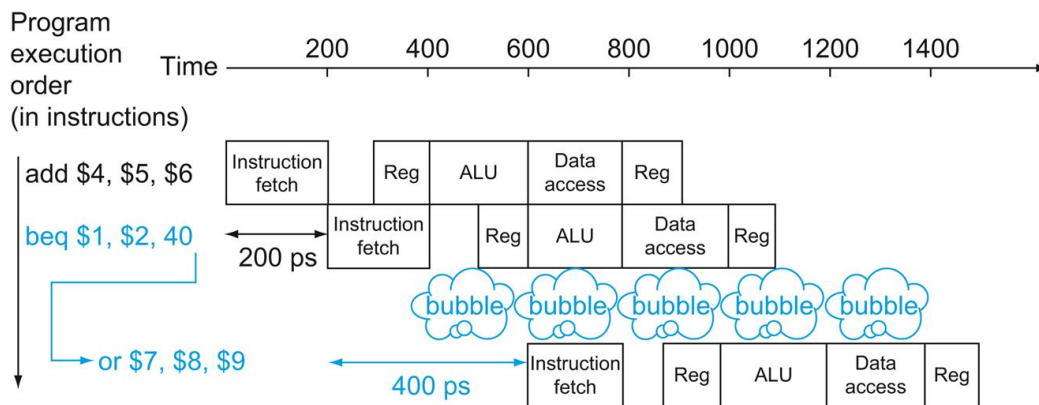 Program
execution
order
(in instructions)
Time
200 400 600 800 1000 1200 1400
add $4, $5, $6
Instruction
fetch
Reg
ALU
Data
access
Reg
beq $1, $2, 40
200 ps
Instruction
fetch
Reg
ALU
Data
access
Reg
bubble bubble bubble bubble bubble
or $7, $8, $9
400 ps
Instruction
fetch
Reg
ALU
Data
access
Reg